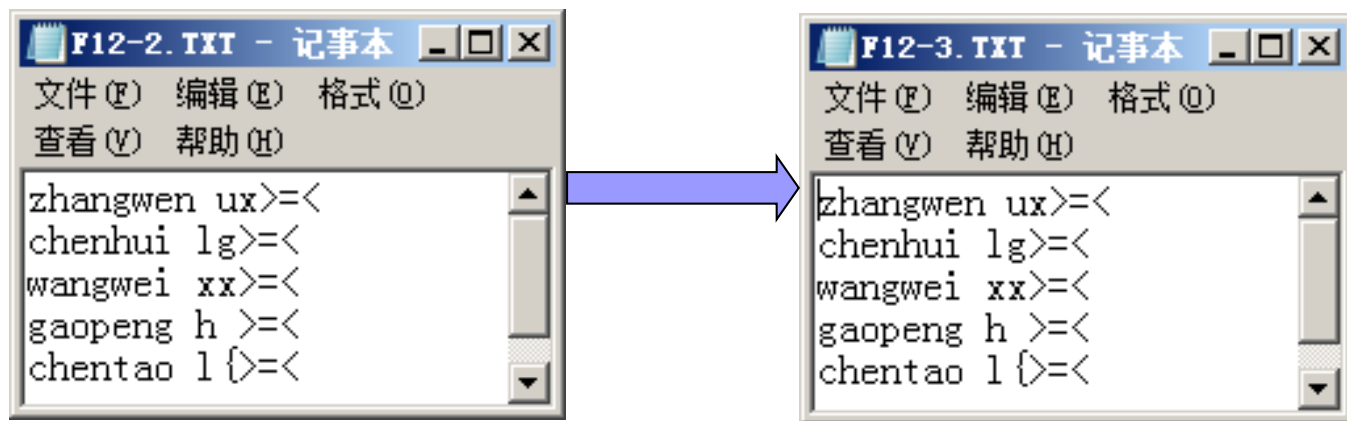 F12-2.TXT - 记事本
文件(F) 编辑(E) 格式(O)
查看(V) 帮助(H)
zhangwen ux>=<
chenhui lg>=<
wangwei xx>=<
gaopeng h >=<
chentao l{>=<
F12-3.TXT - 记事本
文件(F) 编辑(E) 格式(O)
查看(V) 帮助(H)
zhangwen ux>=<
chenhui lg>=<
wangwei xx>=<
gaopeng h >=<
chentao l{>=<